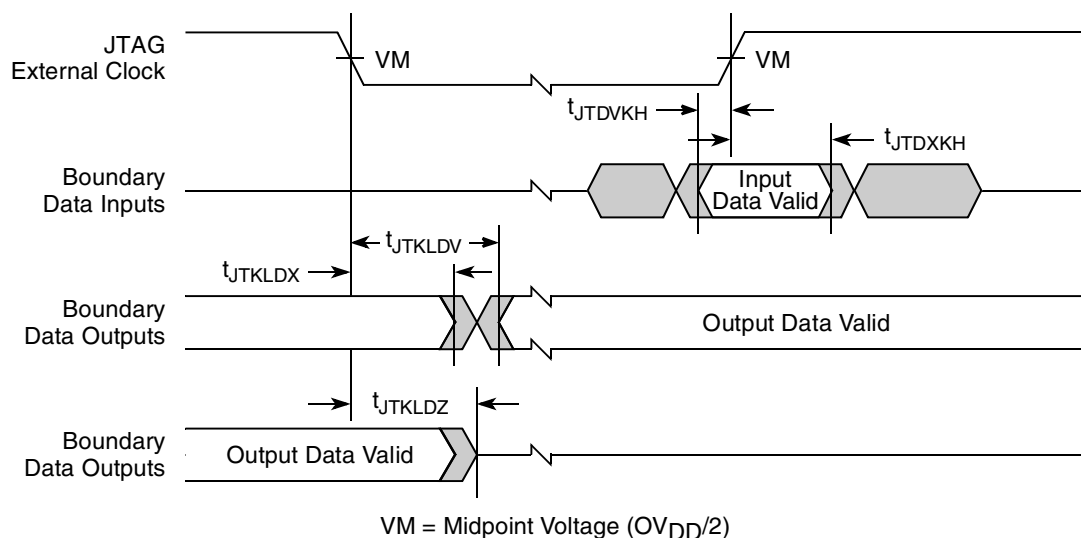 JTAG
External Clock
VM
VM
tJTDVKH
tJTDXKH
Boundary
Data Inputs
Input
Data Valid
tJTKLDV
tJTKLDX
Boundary
Data Outputs
Output Data Valid
tJTKLDZ
Boundary
Data Outputs
Output Data Valid
VM = Midpoint Voltage (OVDD/2)